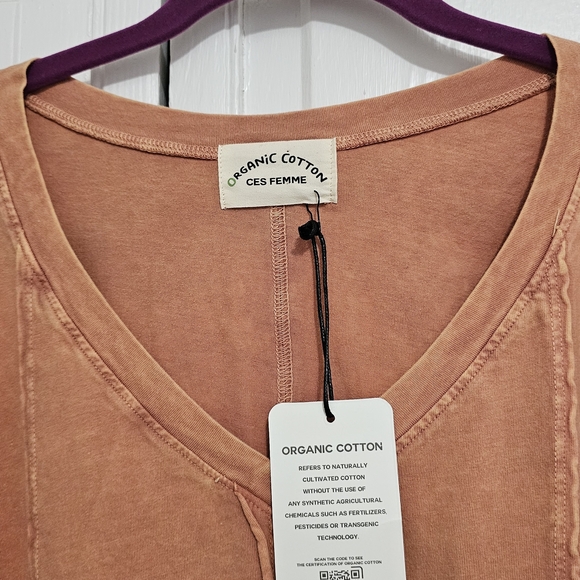 ORGANIC COTTON
CES FEMME
ORGANIC COTTON
REFERS TO NATURALLY
CULTIVATED COTTON
WITHOUT THE USE OF
ANY SYNTHETIC AGRICULTURAL
CHEMICALS SUCH AS FERTILIZERS,
PESTICIDES OR TRANSGENIC
TECHNOLOGY.
SCAN THE CODE TO SEE
THE CERTIFICATION OF ORGANIC COTTON